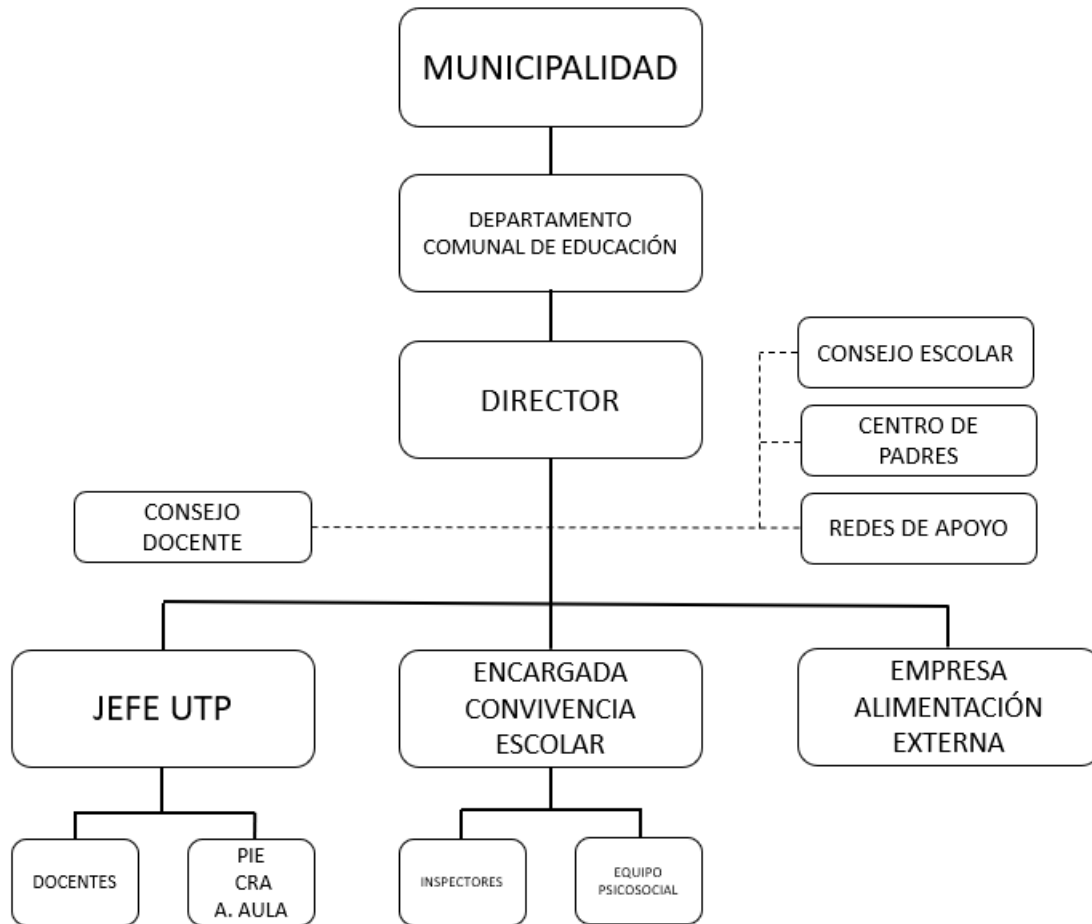 MUNICIPALIDAD
DEPARTAMENTO
COMUNAL DE EDUCACIÓN
DIRECTOR
CONSEJO ESCOLAR
CENTRO DE
PADRES
REDES DE APOYO
CONSEJO
DOCENTE
JEFE UTP
ENCARGADA
CONVIVENCIA
ESCOLAR
EMPRESA
ALIMENTACIÓN
EXTERNA
DOCENTES
PIE
CRA
A. AULA
INSPECTORES
EQUIPO
PSICOSOCIAL